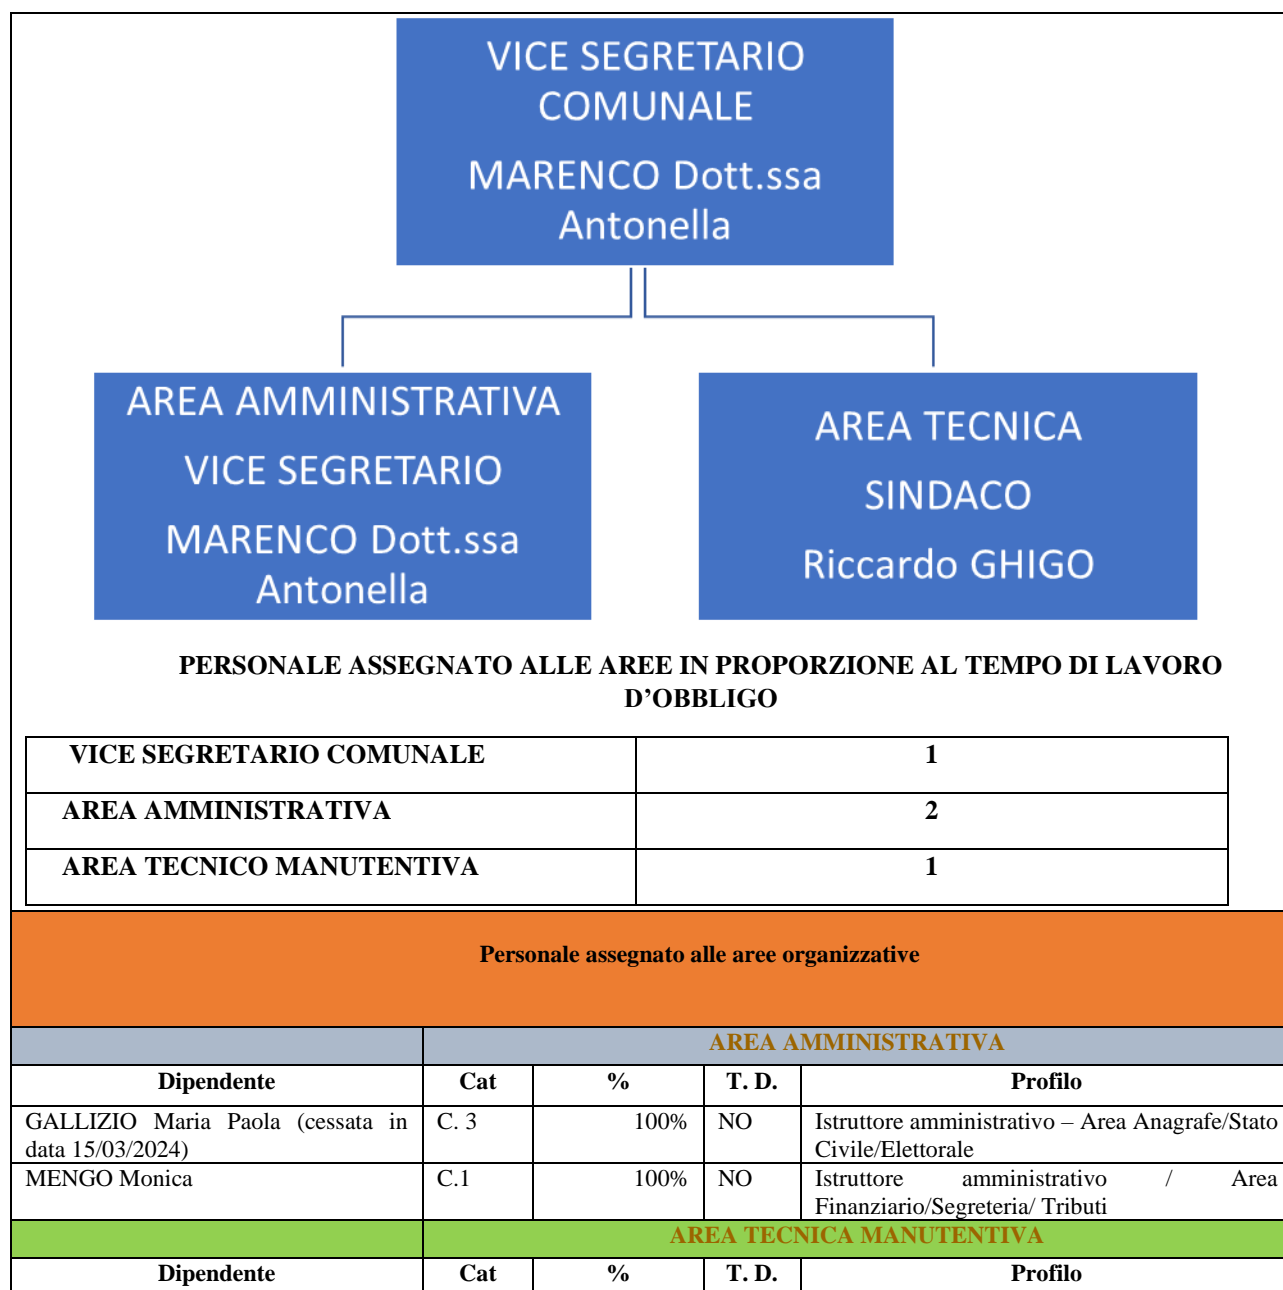 VICE SEGRETARIO
COMUNALE
MARENCO Dott.ssa
Antonella
AREA AMMINISTRATIVA
VICE SEGRETARIO
MARENCO Dott.ssa
Antonella
AREA TECNICA
SINDACO
Riccardo GHIGO
PERSONALE ASSEGNATO ALLE AREE IN PROPORZIONE AL TEMPO DI LAVORO
D’OBBLIGO
VICE SEGRETARIO COMUNALE 1
AREA AMMINISTRATIVA 2
AREA TECNICO MANUTENTIVA 1
Personale assegnato alle aree organizzative
AREA AMMINISTRATIVA
Dipendente Cat % T. D. Profilo
GALLIZIO Maria Paola (cessata in C. 3 100% NO Istruttore amministrativo – Area Anagrafe/Stato
data 15/03/2024) Civile/Elettorale
MENGO Monica C.1 100% NO Istruttore amministrativo / Area
Finanziario/Segreteria/ Tributi
AREA TECNICA MANUTENTIVA
Dipendente Cat % T. D. Profilo